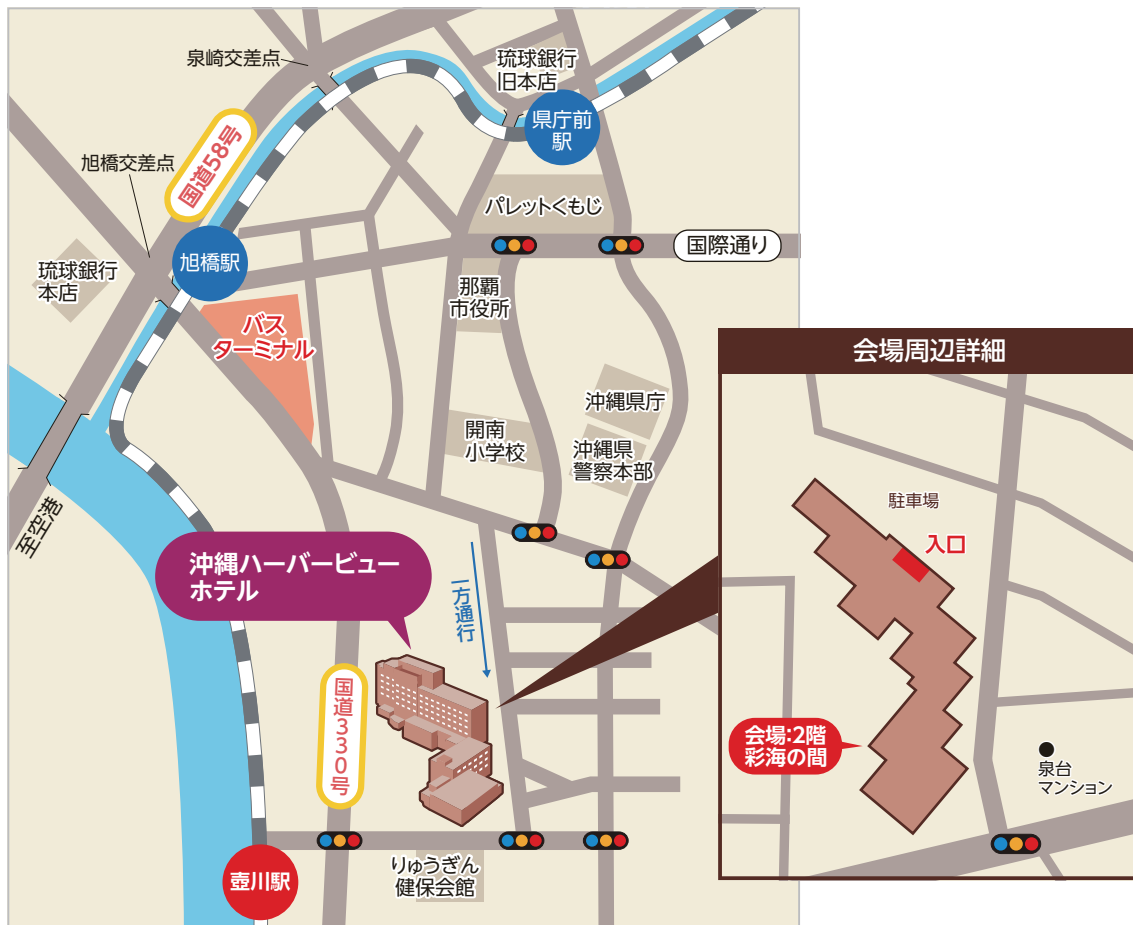 泉崎交差点
琉球銀行
旧本店
県庁前
駅
国道58号
旭橋交差点
パレットくもじ
国際通り
旭橋駅
琉球銀行
本店
那覇
市役所
バス
ターミナル
沖縄県庁
開南
小学校
沖縄県
警察本部
至空港
沖縄ハーバービュー
ホテル
一方通行
国道330号
りゅうぎん
健保会館
壺川駅
会場周辺詳細
駐車場
入口
会場:2階
彩海の間
泉台
マンション